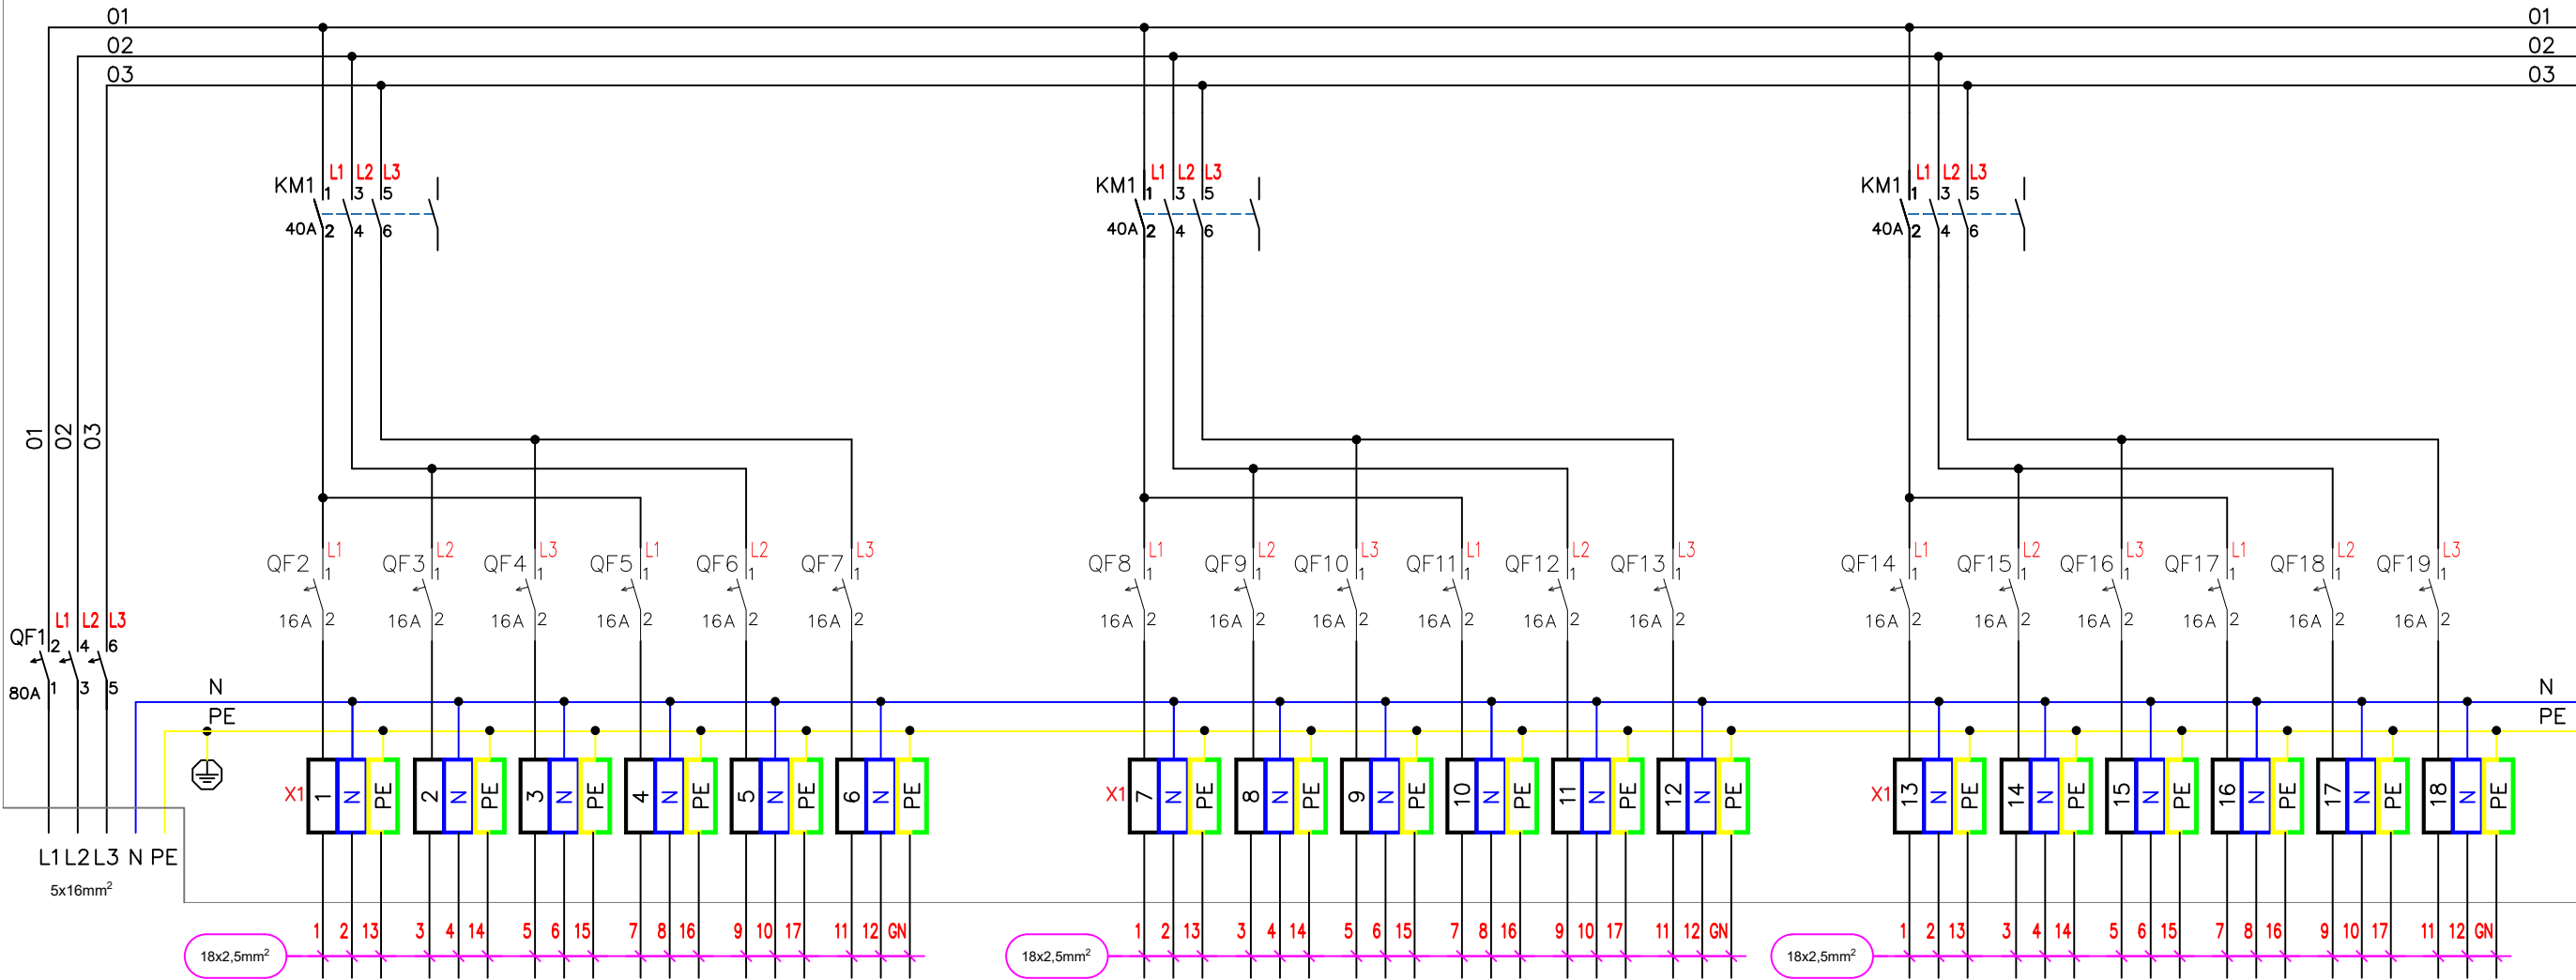 01 01
02 02
03 03
L1 L2 L3 L1 L2 L3 L1 L2 L3
KM1 1 3 5 KM1 1 3 5 KM1 1 3 5
40A 2 4 6 40A 2 4 6 40A 2 4 6
01 02 03
L1 L2 L3 L1 L2 L3 L1 L2 L3 L1 L2 L3 L1 L2 L3 L1 L2 L3
QF2 1 QF3 1 QF4 1 QF5 1 QF6 1 QF7 1 QF8 1 QF9 1 QF10 1 QF11 1 QF12 1 QF13 1 QF14 1 QF15 1 QF16 1 QF17 1 QF18 1 QF19 1
16A 2 16A 2 16A 2 16A 2 16A 2 16A 2 16A 2 16A 2 16A 2 16A 2 16A 2 16A 2 16A 2 16A 2 16A 2 16A 2 16A 2 16A 2
L1 L2 L3
QF1 2 4 6
80A 1 3 5
N N
PE PE
X1 1 N PE 2 N PE 3 N PE 4 N PE 5 N PE 6 N PE X1 7 N PE 8 N PE 9 N PE 10 N PE 11 N PE 12 N PE X1 13 N PE 14 N PE 15 N PE 16 N PE 17 N PE 18 N PE
L1 L2 L3 N PE
5x16mm²
1 2 13 3 4 14 5 6 15 7 8 16 9 10 17 11 12 GN 1 2 13 3 4 14 5 6 15 7 8 16 9 10 17 11 12 GN 1 2 13 3 4 14 5 6 15 7 8 16 9 10 17 11 12 GN
18x2,5mm² 18x2,5mm² 18x2,5mm²